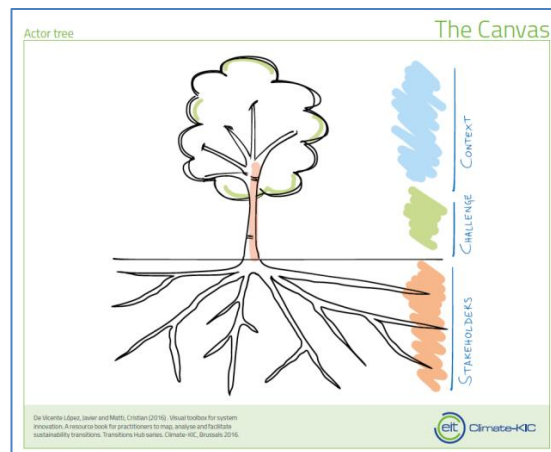 Actor tree
The Canvas
CONTEXT
CHALLENGE
STAKEHOLDERS
De Vicente López, Javier and Matti, Cristian (2016). Visual toolbox for system
innovation. A resource book for practitioners to map, analyse and facilitate
sustainability transitions. Transitions Hub series. Climate-KIC, Brussels 2016.
eit Climate-KIC